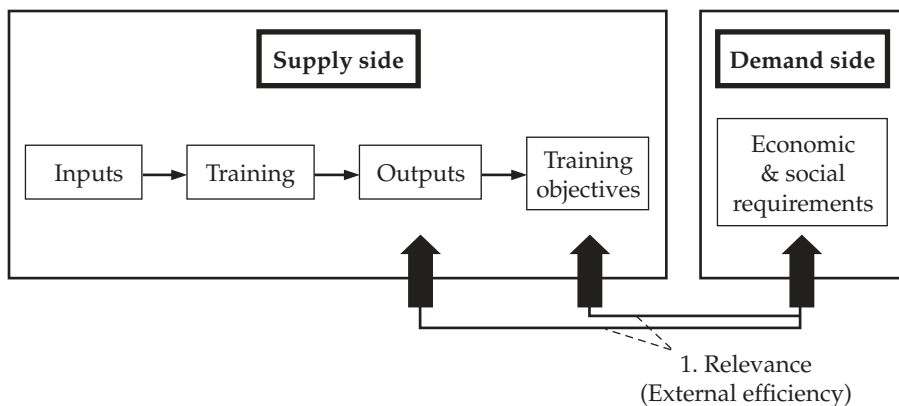 Supply side
Demand side
Inputs
Training
Outputs
Training
objectives
Economic
& social
requirements
1. Relevance
(External efficiency)